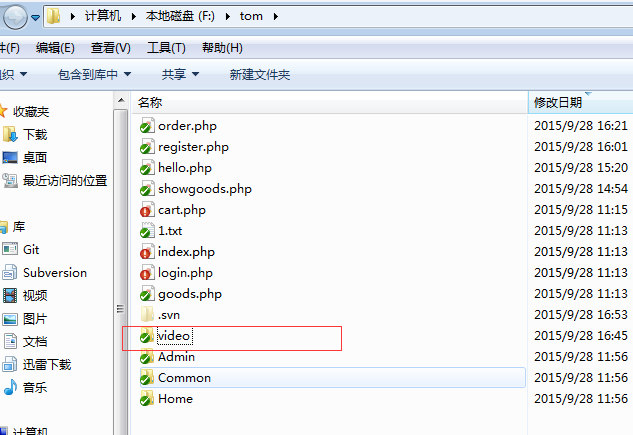 计算机 本地磁盘 (F:) tom
件(F) 编辑(E) 查看(V) 工具(T) 帮助(H)
组织 包含到库中 共享 新建文件夹
名称 修改日期
收藏夹
下载
桌面
最近访问的位置
库
Git
Subversion
视频
图片
文档
迅雷下载
音乐
计算机
order.php 2015/9/28 16:21
register.php 2015/9/28 16:01
hello.php 2015/9/28 15:20
showgoods.php 2015/9/28 14:54
cart.php 2015/9/28 11:15
1.txt 2015/9/28 11:13
index.php 2015/9/28 11:13
login.php 2015/9/28 11:13
goods.php 2015/9/28 11:13
.svn 2015/9/28 16:53
video 2015/9/28 16:45
Admin 2015/9/28 11:56
Common 2015/9/28 11:56
Home 2015/9/28 11:56